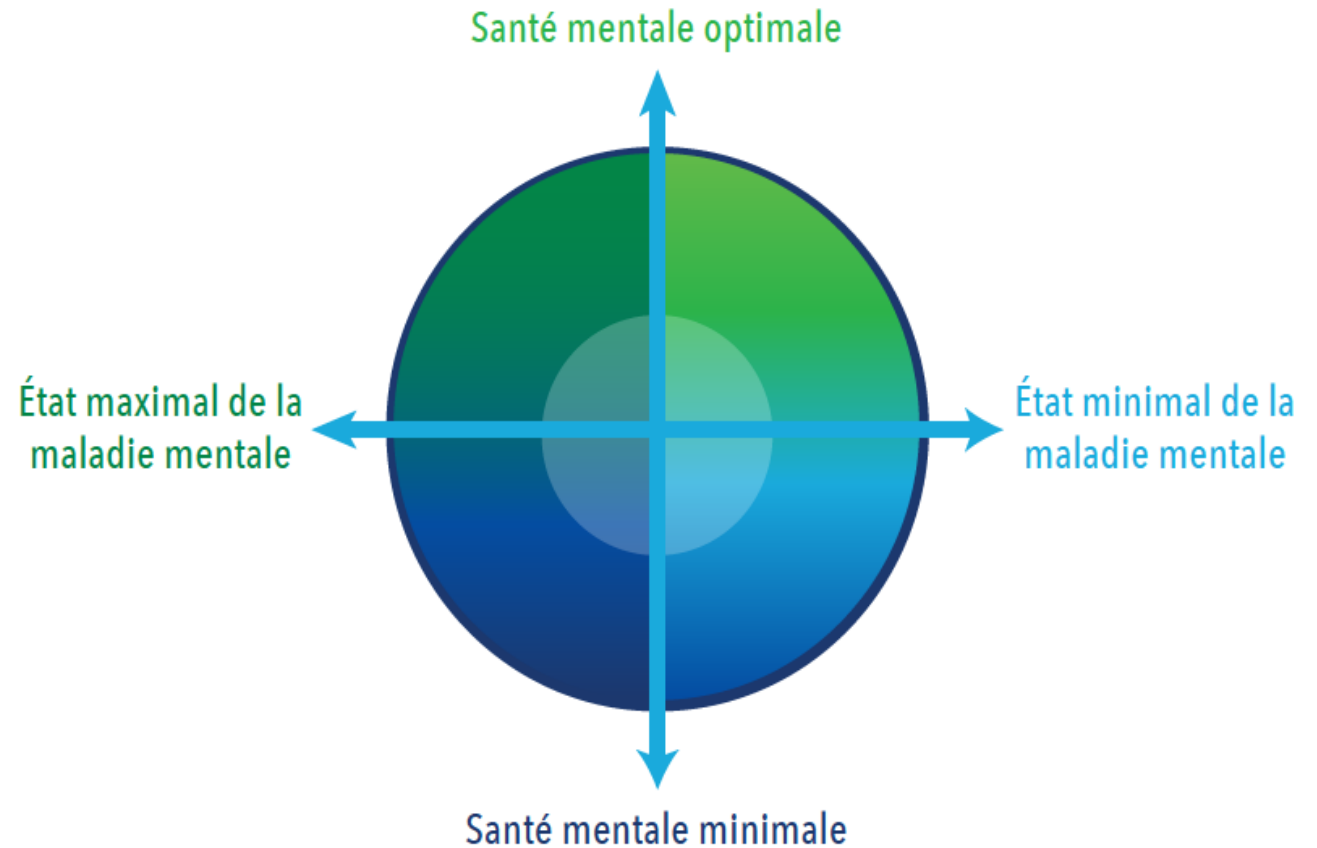 Santé mentale optimale
État maximal de la
maladie mentale
État minimal de la
maladie mentale
Santé mentale minimale